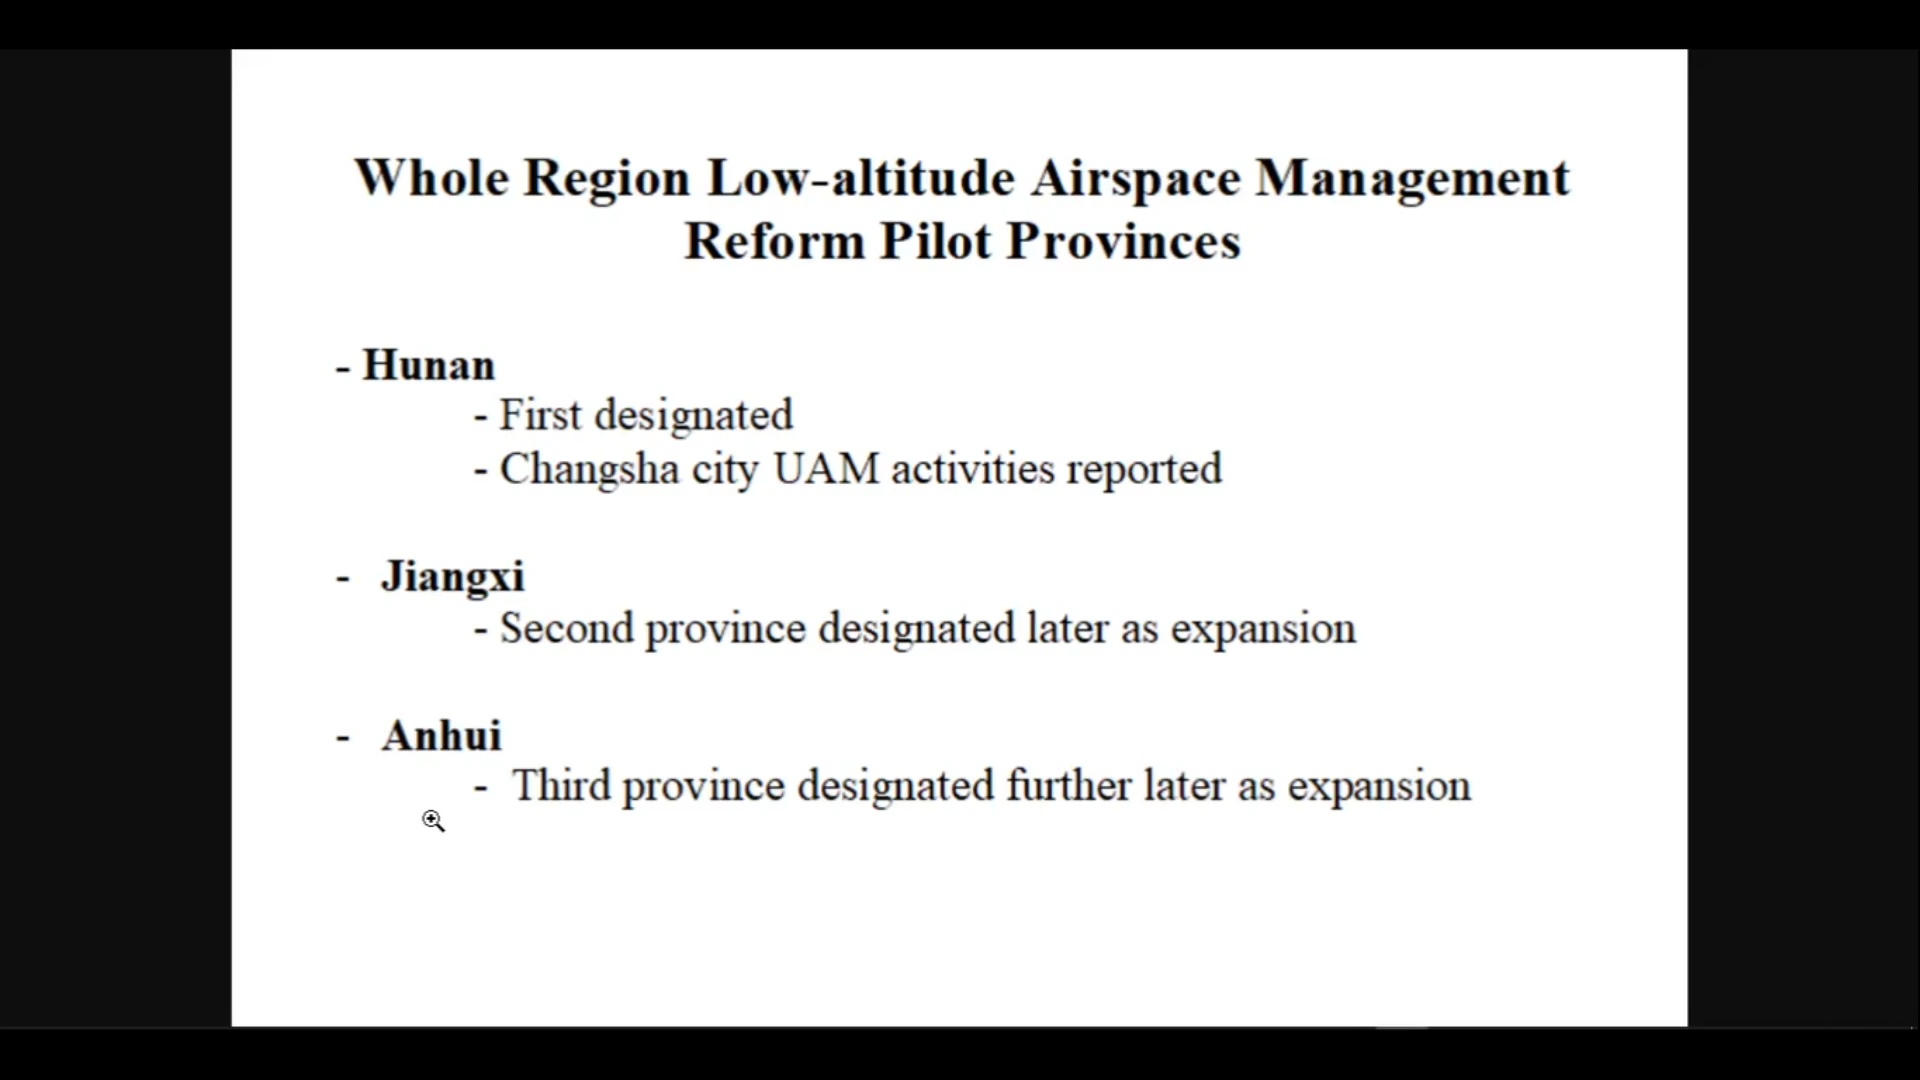 Whole Region Low-altitude Airspace Management
Reform Pilot Provinces
- Hunan
- First designated
- Changsha city UAM activities reported
- Jiangxi
- Second province designated later as expansion
- Anhui
- Third province designated further later as expansion